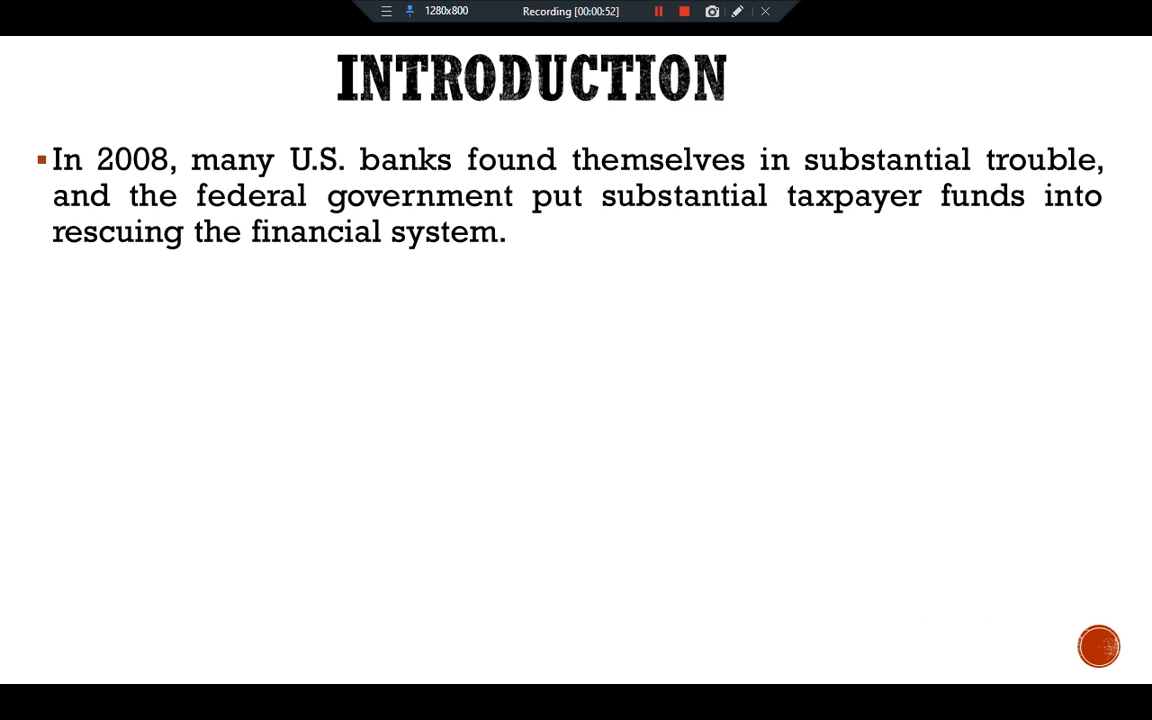 1280x800 Recording [00:00:52]
INTRODUCTION
In 2008, many U.S. banks found themselves in substantial trouble,
and the federal government put substantial taxpayer funds into
rescuing the financial system.